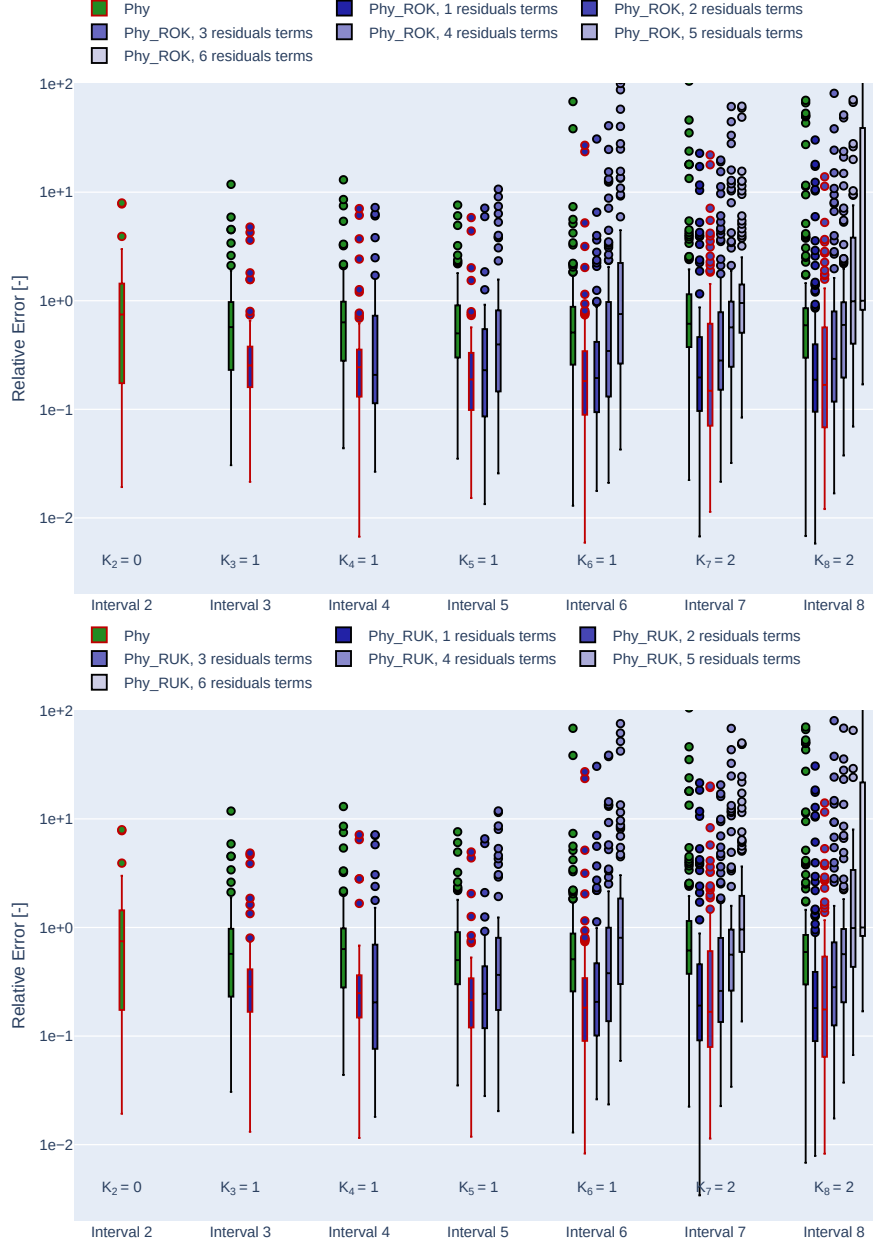 Phy
Phy_ROK, 1 residuals terms
Phy_ROK, 2 residuals terms
Phy_ROK, 3 residuals terms
Phy_ROK, 4 residuals terms
Phy_ROK, 5 residuals terms
Phy_ROK, 6 residuals terms
Relative Error [-]
1e+2
1e+1
1e+0
1e−1
1e−2
K₂ = 0
K₃ = 1
K₄ = 1
K₅ = 1
K₆ = 1
K₇ = 2
K₈ = 2
Interval 2
Interval 3
Interval 4
Interval 5
Interval 6
Interval 7
Interval 8
Phy
Phy_RUK, 1 residuals terms
Phy_RUK, 2 residuals terms
Phy_RUK, 3 residuals terms
Phy_RUK, 4 residuals terms
Phy_RUK, 5 residuals terms
Phy_RUK, 6 residuals terms
Relative Error [-]
1e+2
1e+1
1e+0
1e−1
1e−2
K₂ = 0
K₃ = 1
K₄ = 1
K₅ = 1
K₆ = 1
K₇ = 2
K₈ = 2
Interval 2
Interval 3
Interval 4
Interval 5
Interval 6
Interval 7
Interval 8